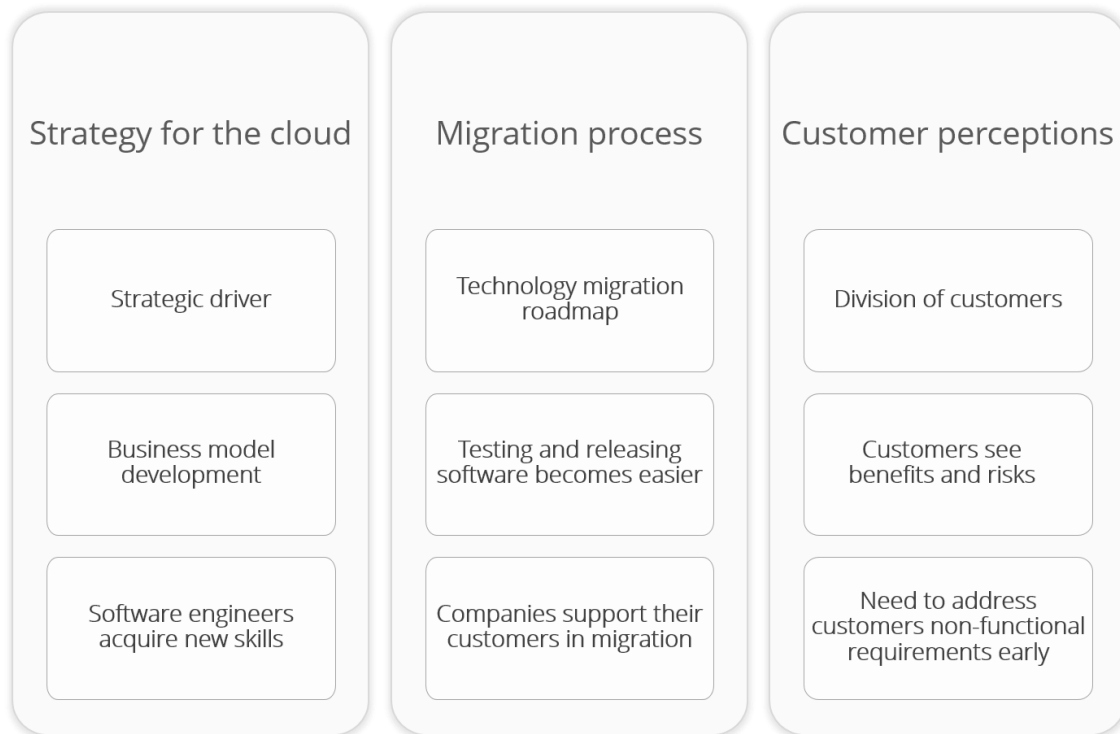 Strategy for the cloud
Strategic driver
Business model
development
Software engineers
acquire new skills
Migration process
Technology migration
roadmap
Testing and releasing
software becomes easier
Companies support their
customers in migration
Customer perceptions
Division of customers
Customers see
benefits and risks
Need to address
customers non-functional
requirements early